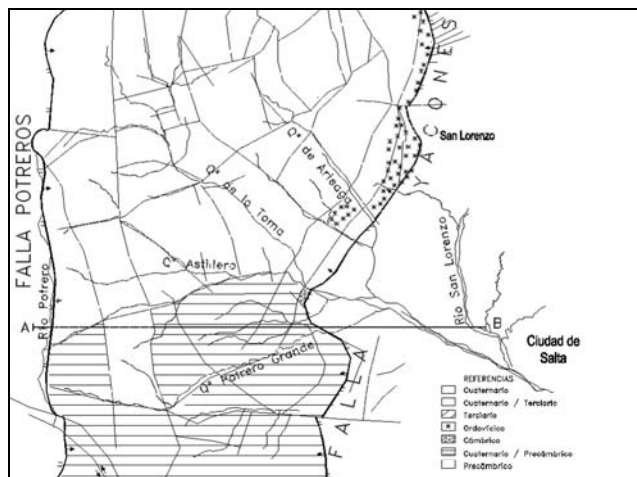 FALLA POTREROS
Río Potrero
Qª de la Toma
Qª de Arteaga
FALLA YACONES
San Lorenzo
Qª Astillero
Río San Lorenzo
A
B
Qª Potrero Grande
Ciudad de
Salta
REFERENCIAS
Cuaternario
Cuaternario / Terciario
Terciario
Ordovícico
Cámbrico
Cuaternario / Precámbrico
Precámbrico